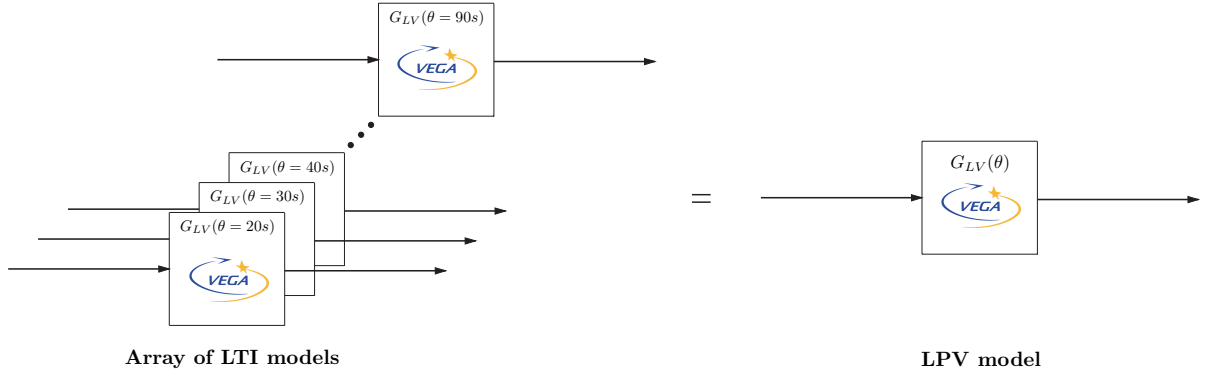 G_{LV}(θ = 90s)
VEGA
G_{LV}(θ = 40s)
G_{LV}(θ = 30s)
G_{LV}(θ = 20s)
VEGA
=
G_{LV}(θ)
VEGA
Array of LTI models
LPV model